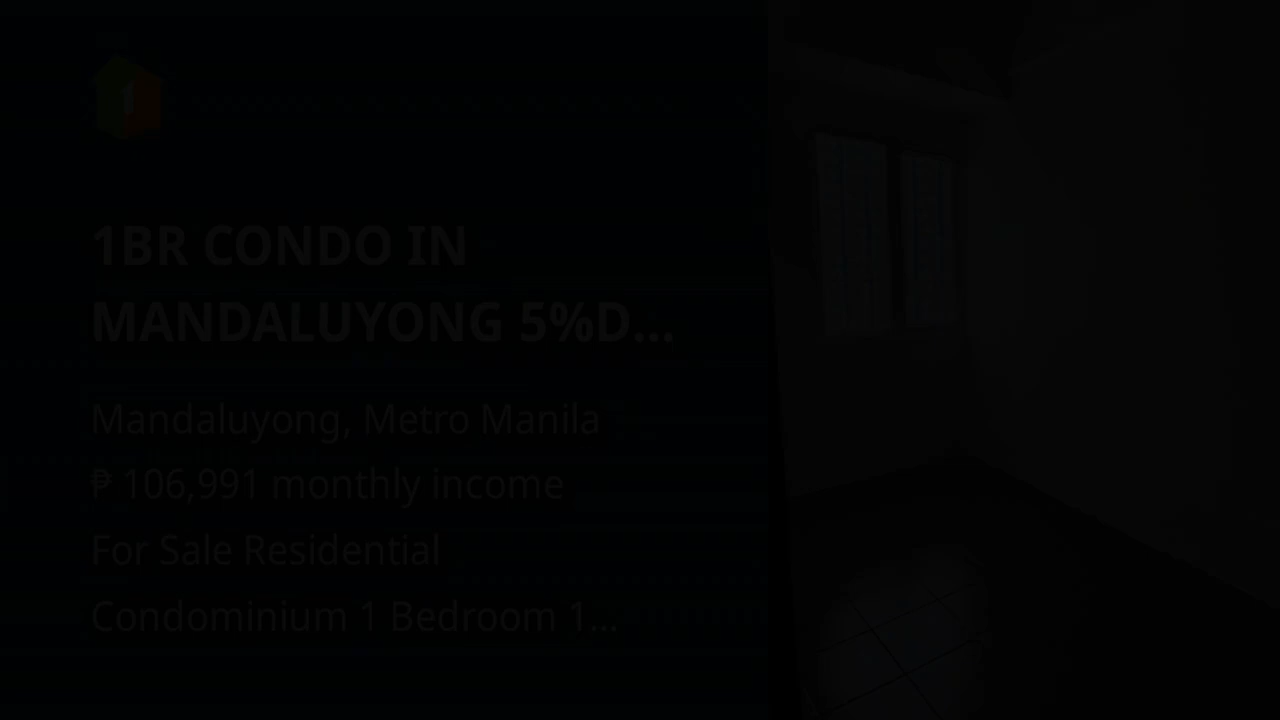 1BR CONDO IN
MANDALUYONG 5%D...
Mandaluyong, Metro Manila
₱ 106,991 monthly income
For Sale Residential
Condominium 1 Bedroom 1...